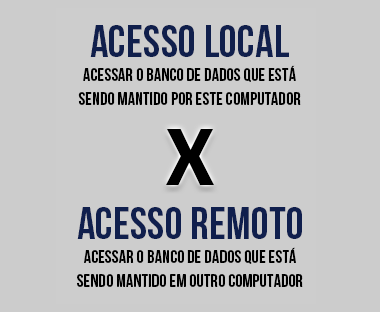 ACESSO LOCAL
ACESSAR O BANCO DE DADOS QUE ESTÁ
SENDO MANTIDO POR ESTE COMPUTADOR
X
ACESSO REMOTO
ACESSAR O BANCO DE DADOS QUE ESTÁ
SENDO MANTIDO EM OUTRO COMPUTADOR